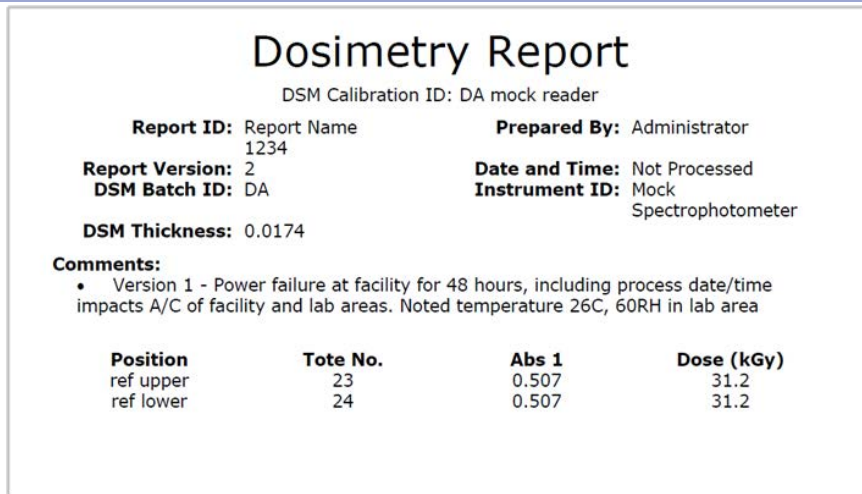 Dosimetry Report
DSM Calibration ID: DA mock reader
Report ID: Report Name Prepared By: Administrator
1234
Report Version: 2 Date and Time: Not Processed
DSM Batch ID: DA Instrument ID: Mock
Spectrophotometer
DSM Thickness: 0.0174
Comments:
• Version 1 - Power failure at facility for 48 hours, including process date/time
impacts A/C of facility and lab areas. Noted temperature 26C, 60RH in lab area
Position Tote No. Abs 1 Dose (kGy)
ref upper 23 0.507 31.2
ref lower 24 0.507 31.2